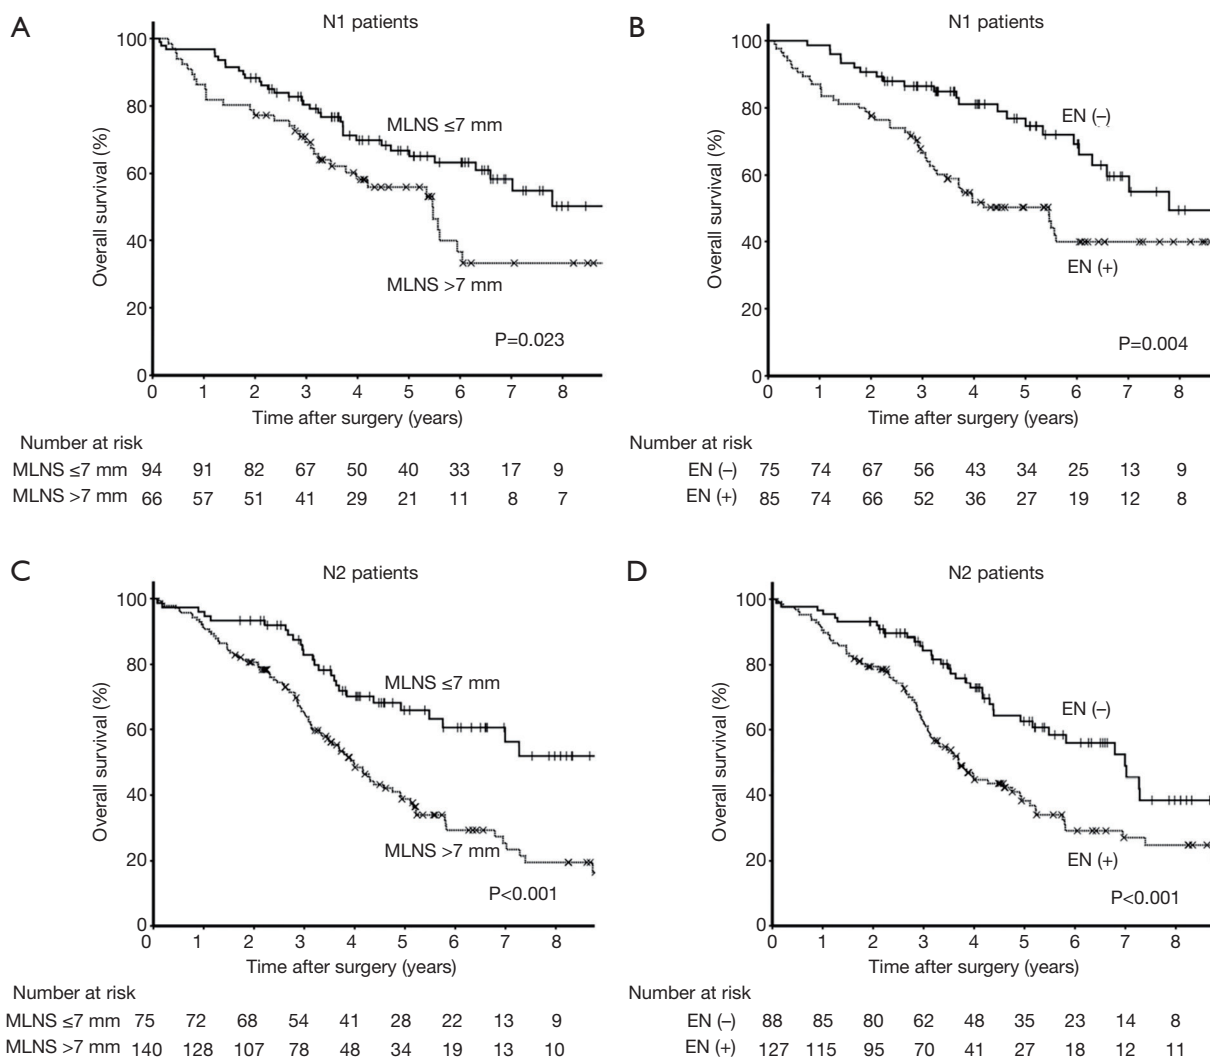 A
N1 patients
Overall survival (%)
100
80
60
40
20
0
MLNS ≤7 mm
MLNS >7 mm
P=0.023
0 1 2 3 4 5 6 7 8
Time after surgery (years)
Number at risk
MLNS ≤7 mm 94 91 82 67 50 40 33 17 9
MLNS >7 mm 66 57 51 41 29 21 11 8 7
B
N1 patients
Overall survival (%)
100
80
60
40
20
0
EN (–)
EN (+)
P=0.004
0 1 2 3 4 5 6 7 8
Time after surgery (years)
Number at risk
EN (–) 75 74 67 56 43 34 25 13 9
EN (+) 85 74 66 52 36 27 19 12 8
C
N2 patients
Overall survival (%)
100
80
60
40
20
0
MLNS ≤7 mm
MLNS >7 mm
P<0.001
0 1 2 3 4 5 6 7 8
Time after surgery (years)
Number at risk
MLNS ≤7 mm 75 72 68 54 41 28 22 13 9
MLNS >7 mm 140 128 107 78 48 34 19 13 10
D
N2 patients
Overall survival (%)
100
80
60
40
20
0
EN (–)
EN (+)
P<0.001
0 1 2 3 4 5 6 7 8
Time after surgery (years)
Number at risk
EN (–) 88 85 80 62 48 35 23 14 8
EN (+) 127 115 95 70 41 27 18 12 11